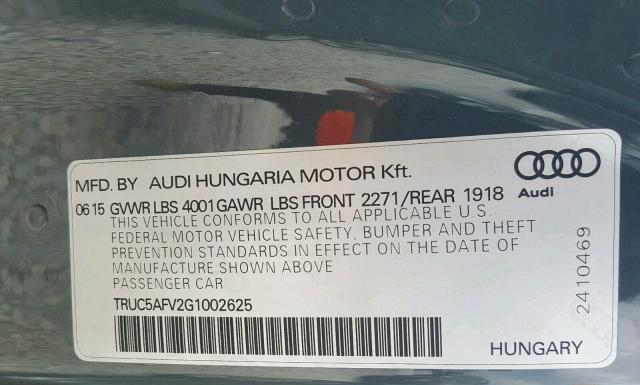 MFD. BY AUDI HUNGARIA MOTOR Kft.
06 15 GVWR LBS 4001 GAWR LBS FRONT 2271/REAR 1918
THIS VEHICLE CONFORMS TO ALL APPLICABLE U.S.
FEDERAL MOTOR VEHICLE SAFETY, BUMPER AND THEFT
PREVENTION STANDARDS IN EFFECT ON THE DATE OF
MANUFACTURE SHOWN ABOVE
PASSENGER CAR
TRUC5AFV2G1002625
Audi
2410469
HUNGARY